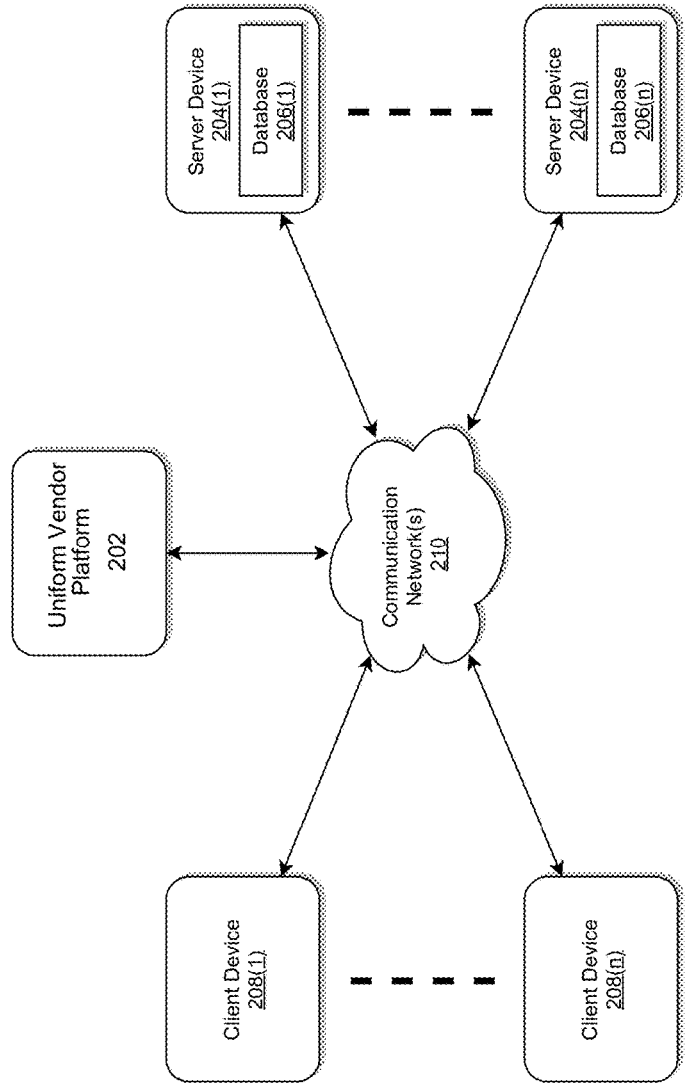 Uniform Vendor
Platform
202
Client Device
208(1)
Client Device
208(n)
Communication
Network(s)
210
Server Device
204(1)
Database
206(1)
Server Device
204(n)
Database
206(n)